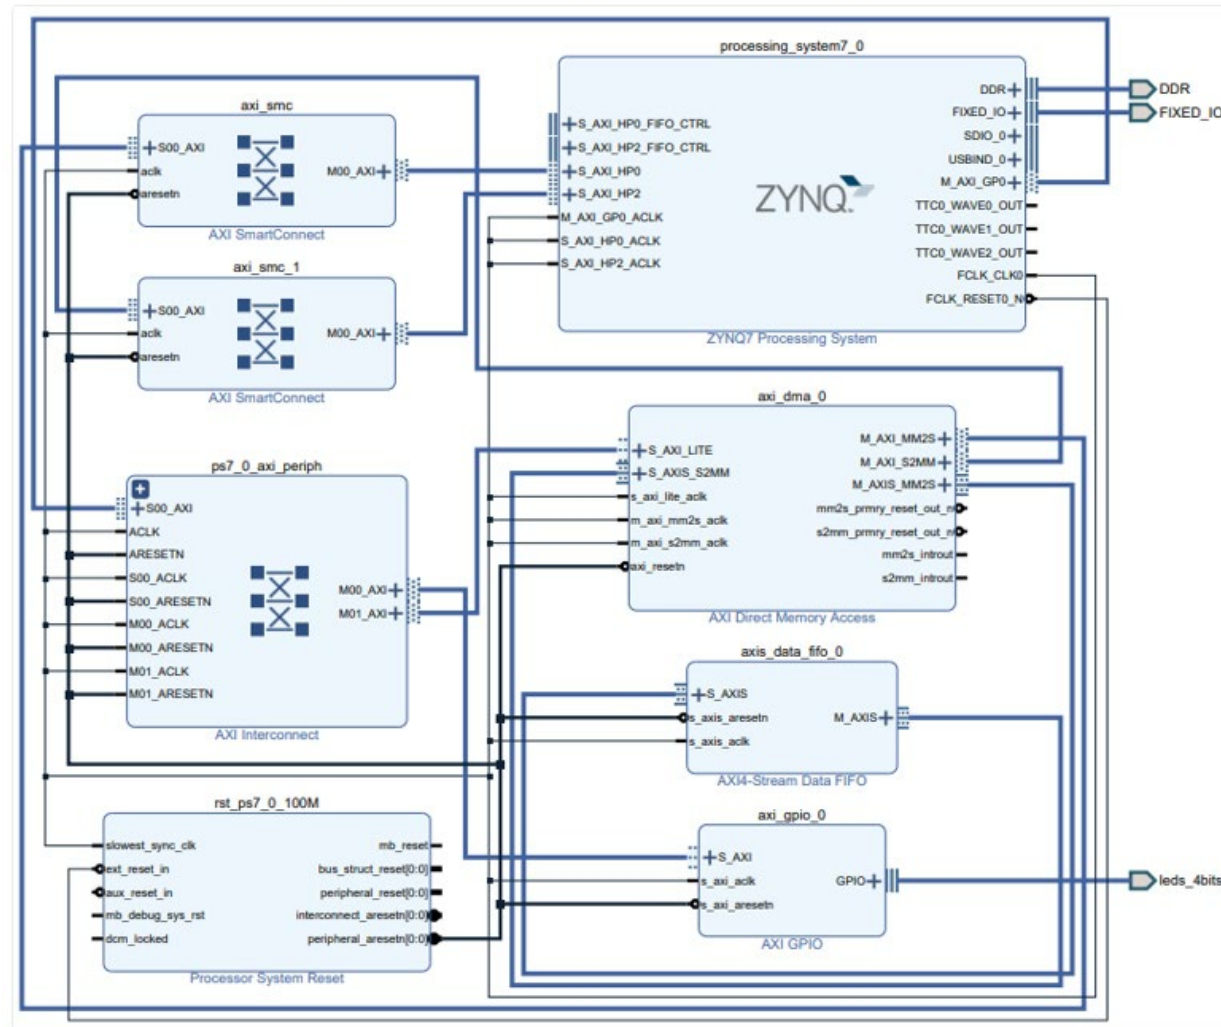 processing_system7_0
S_AXI_HP0_FIFO_CTRL
S_AXI_HP2_FIFO_CTRL
S_AXI_HP0
S_AXI_HP2
M_AXI_GP0_ACLK
S_AXI_HP0_ACLK
S_AXI_HP2_ACLK
ZYNQ
DDR
FIXED_IO
SDIO_0
USBIND_0
M_AXI_GP0
TTC0_WAVE0_OUT
TTC0_WAVE1_OUT
TTC0_WAVE2_OUT
FCLK_CLK0
FCLK_RESET0_N
ZYNQ7 Processing System
DDR
FIXED_IO
axi_smc
S00_AXI
aclk
aresetn
M00_AXI
AXI SmartConnect
axi_smc_1
S00_AXI
aclk
aresetn
M00_AXI
AXI SmartConnect
axi_dma_0
S_AXI_LITE
S_AXIS_S2MM
s_axi_lite_aclk
m_axi_mm2s_aclk
m_axi_s2mm_aclk
axi_resetn
M_AXI_MM2S
M_AXI_S2MM
M_AXIS_MM2S
mm2s_prmry_reset_out_n
s2mm_prmry_reset_out_n
mm2s_introut
s2mm_introut
AXI Direct Memory Access
ps7_0_axi_periph
S00_AXI
ACLK
ARESETN
S00_ACLK
S00_ARESETN
M00_ACLK
M00_ARESETN
M01_ACLK
M01_ARESETN
M00_AXI
M01_AXI
AXI Interconnect
axis_data_fifo_0
S_AXIS
s_axis_aresetn
s_axis_aclk
M_AXIS
AXI4-Stream Data FIFO
rst_ps7_0_100M
slowest_sync_clk
ext_reset_in
aux_reset_in
mb_debug_sys_rst
dcm_locked
mb_reset
bus_struct_reset[0:0]
peripheral_reset[0:0]
interconnect_aresetn[0:0]
peripheral_aresetn[0:0]
Processor System Reset
axi_gpio_0
S_AXI
s_axi_aclk
s_axi_aresetn
GPIO
AXI GPIO
leds_4bits